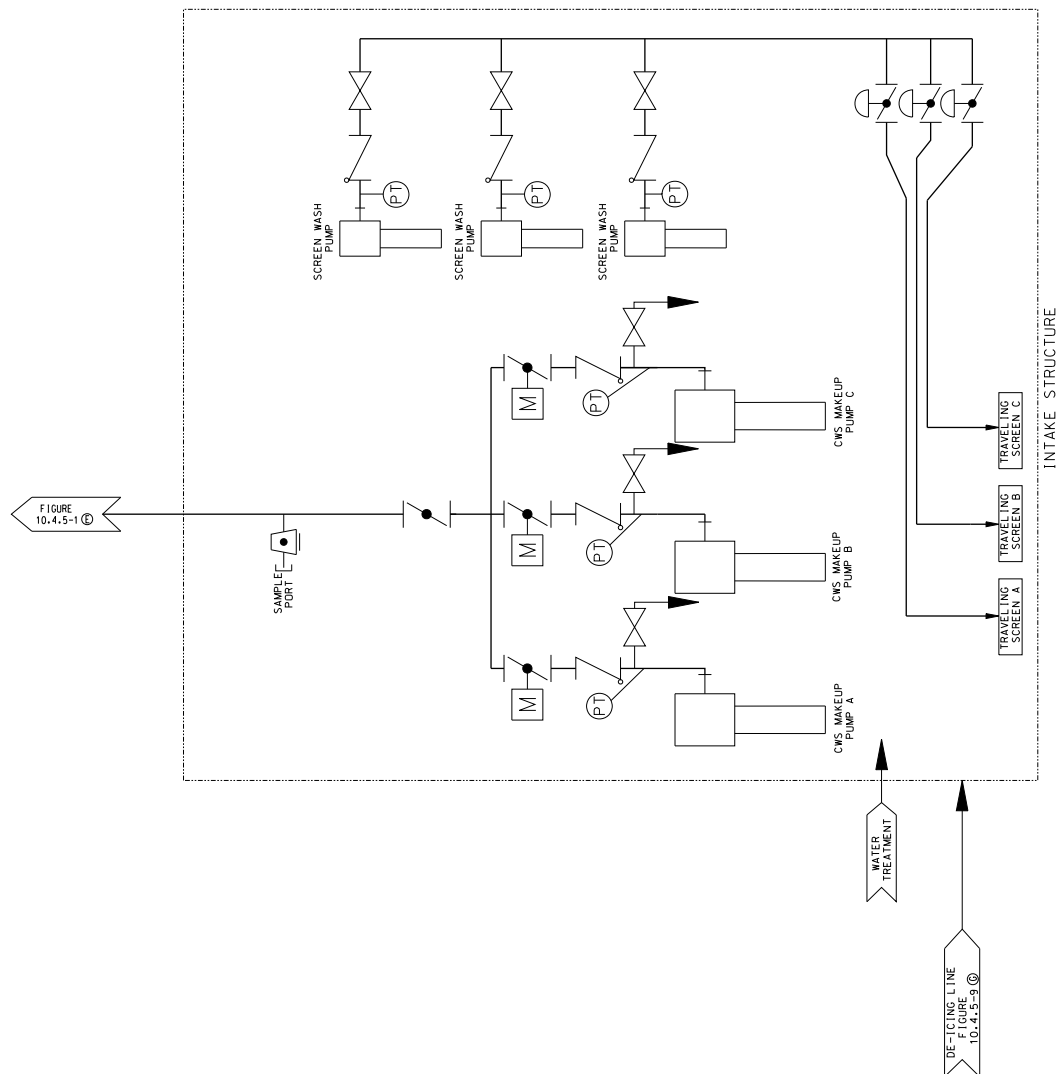 FIGURE
10.4.5-1 E
SAMPLE
PORT
SCREEN WASH
PUMP
PT
SCREEN WASH
PUMP
PT
SCREEN WASH
PUMP
PT
M
PT
CWS MAKEUP
PUMP A
M
PT
CWS MAKEUP
PUMP B
M
PT
CWS MAKEUP
PUMP C
TRAVELING
SCREEN A
TRAVELING
SCREEN B
TRAVELING
SCREEN C
INTAKE STRUCTURE
WATER
TREATMENT
DE-ICING LINE
FIGURE
10.4.5-9 G